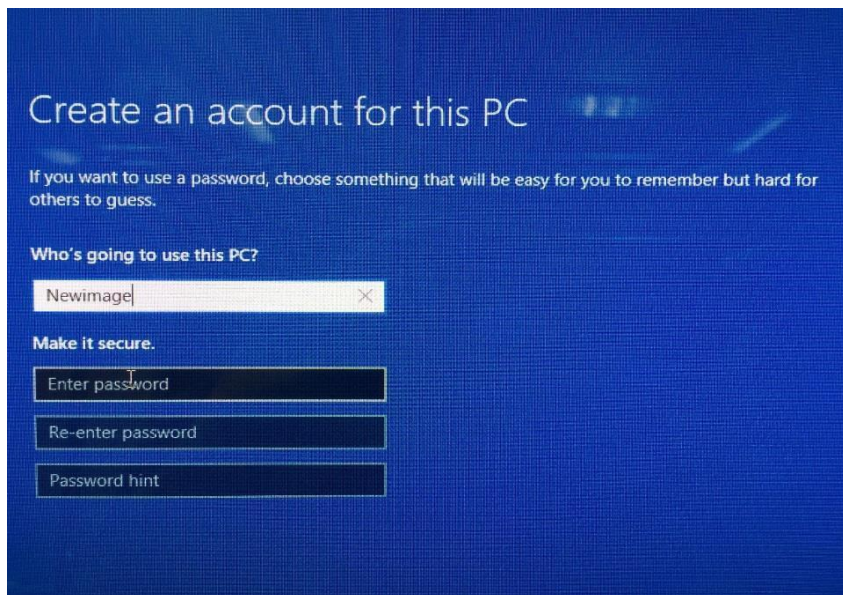 Create an account for this PC
If you want to use a password, choose something that will be easy for you to remember but hard for
others to guess.
Who's going to use this PC?
Newimage
Make it secure.
Enter password
Re-enter password
Password hint